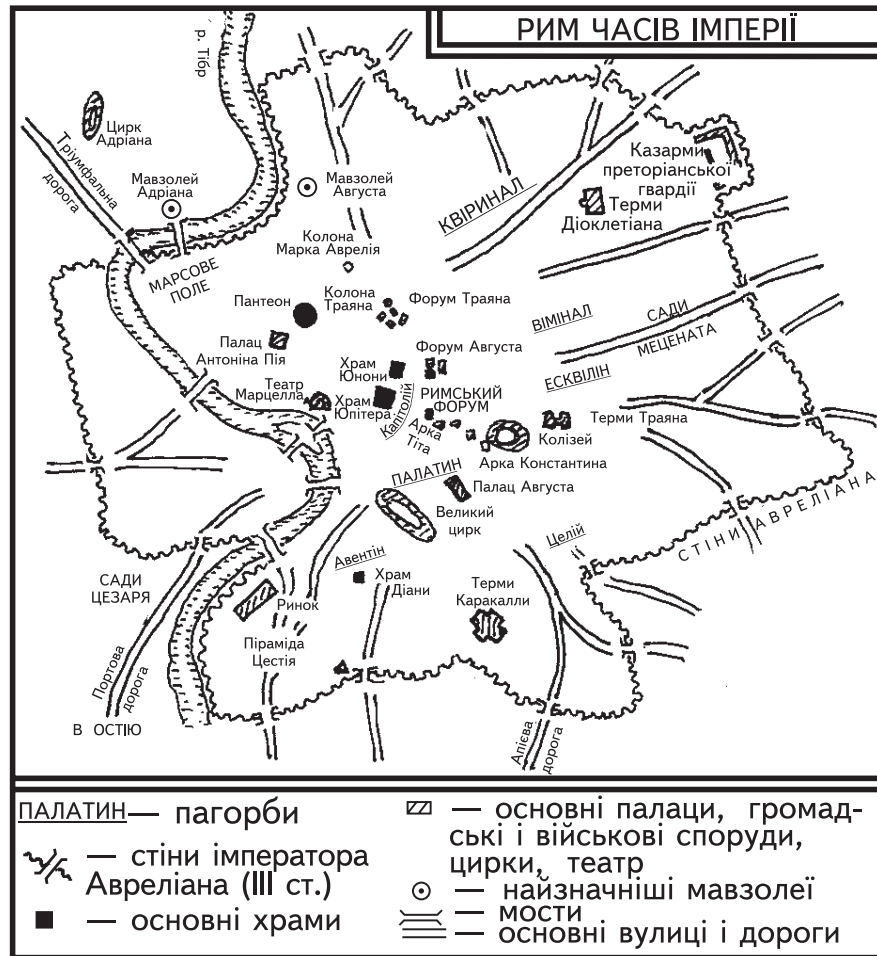 РИМ ЧАСІВ ІМПЕРІЇ
р. Тібр
Цирк
Адріана
Тріумфальна
дорога
Мавзолей
Адріана
Мавзолей
Августа
КВІРИНАЛ
Казарми
преторіанської
гвардії
Терми
Діоклетіана
Колона
Марка Аврелія
МАРСОВЕ
ПОЛЕ
Пантеон
Колона
Траяна
Форум Траяна
ВІМІНАЛ
САДИ
МЕЦЕНАТА
Палац
Антоніна Пія
Храм
Юнони
Форум Августа
ЕСКВІЛІН
Театр
Марцелла
Храм
Юпітера
Капітолій
РИМСЬКИЙ
ФОРУМ
Арка
Тіта
Колізей
Терми Траяна
Арка Константина
ПАЛАТИН
Палац Августа
Великий
цирк
СТІНИ АВРЕЛІАНА
Целій
Авентін
Храм
Діани
Терми
Каракалли
САДИ
ЦЕЗАРЯ
Ринок
Піраміда
Цестія
Портова
дорога
В ОСТІЮ
Апієва
дорога
ПАЛАТИН — пагорби
— стіни імператора
Авреліана (III ст.)
— основні храми
— основні палаци, громад-
ські і військові споруди,
цирки, театр
— найзначніші мавзолеї
— мости
— основні вулиці і дороги